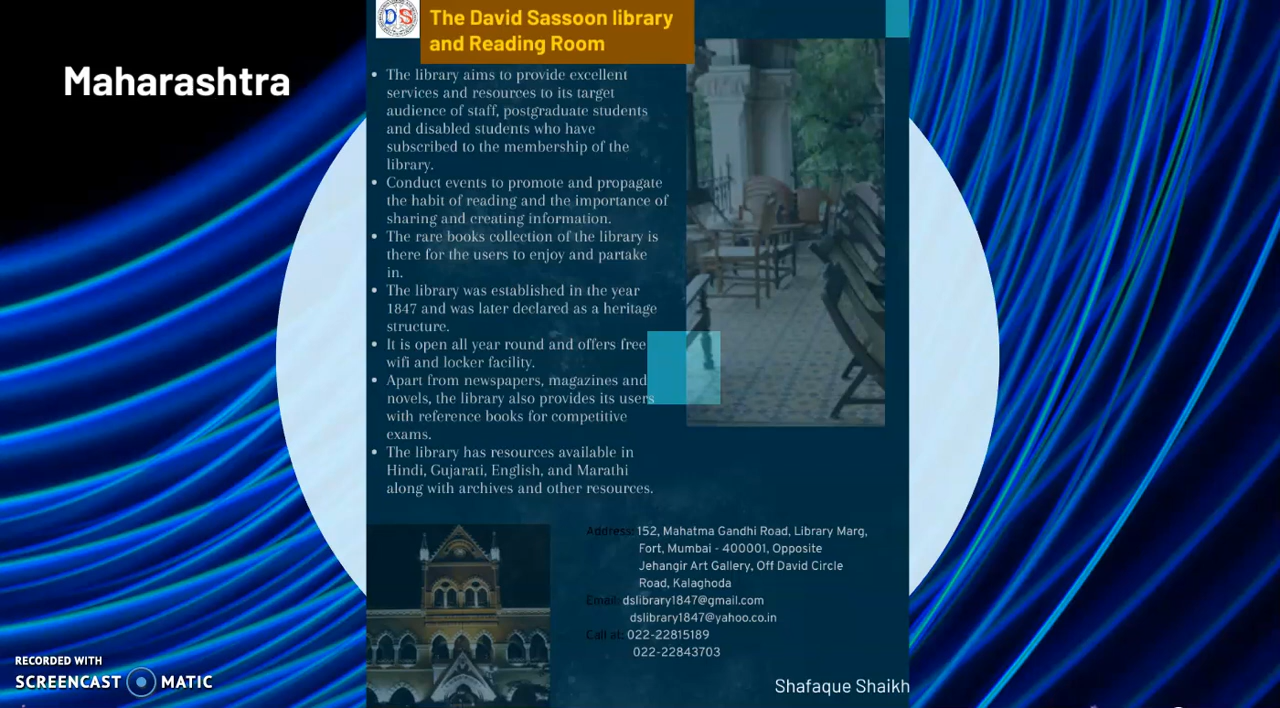 Maharashtra
DS
The David Sassoon library
and Reading Room
• The library aims to provide excellent
services and resources to its target
audience of staff, postgraduate students
and disabled students who have
subscribed to the membership of the
library.
• Conduct events to promote and propagate
the habit of reading and the importance of
sharing and creating information.
• The rare books collection of the library is
there for the users to enjoy and partake
in.
• The library was established in the year
1847 and was later declared as a heritage
structure.
• It is open all year round and offers free
wifi and locker facility.
• Apart from newspapers, magazines and
novels, the library also provides its users
with reference books for competitive
exams.
• The library has resources available in
Hindi, Gujarati, English, and Marathi
along with archives and other resources.
Address: 152, Mahatma Gandhi Road, Library Marg,
Fort, Mumbai - 400001, Opposite
Jehangir Art Gallery, Off David Circle
Road, Kalaghoda
Email: dslibrary1847@gmail.com
dslibrary1847@yahoo.co.in
Call at: 022-22815189
022-22843703
Shafaque Shaikh
RECORDED WITH
SCREENCAST MATIC